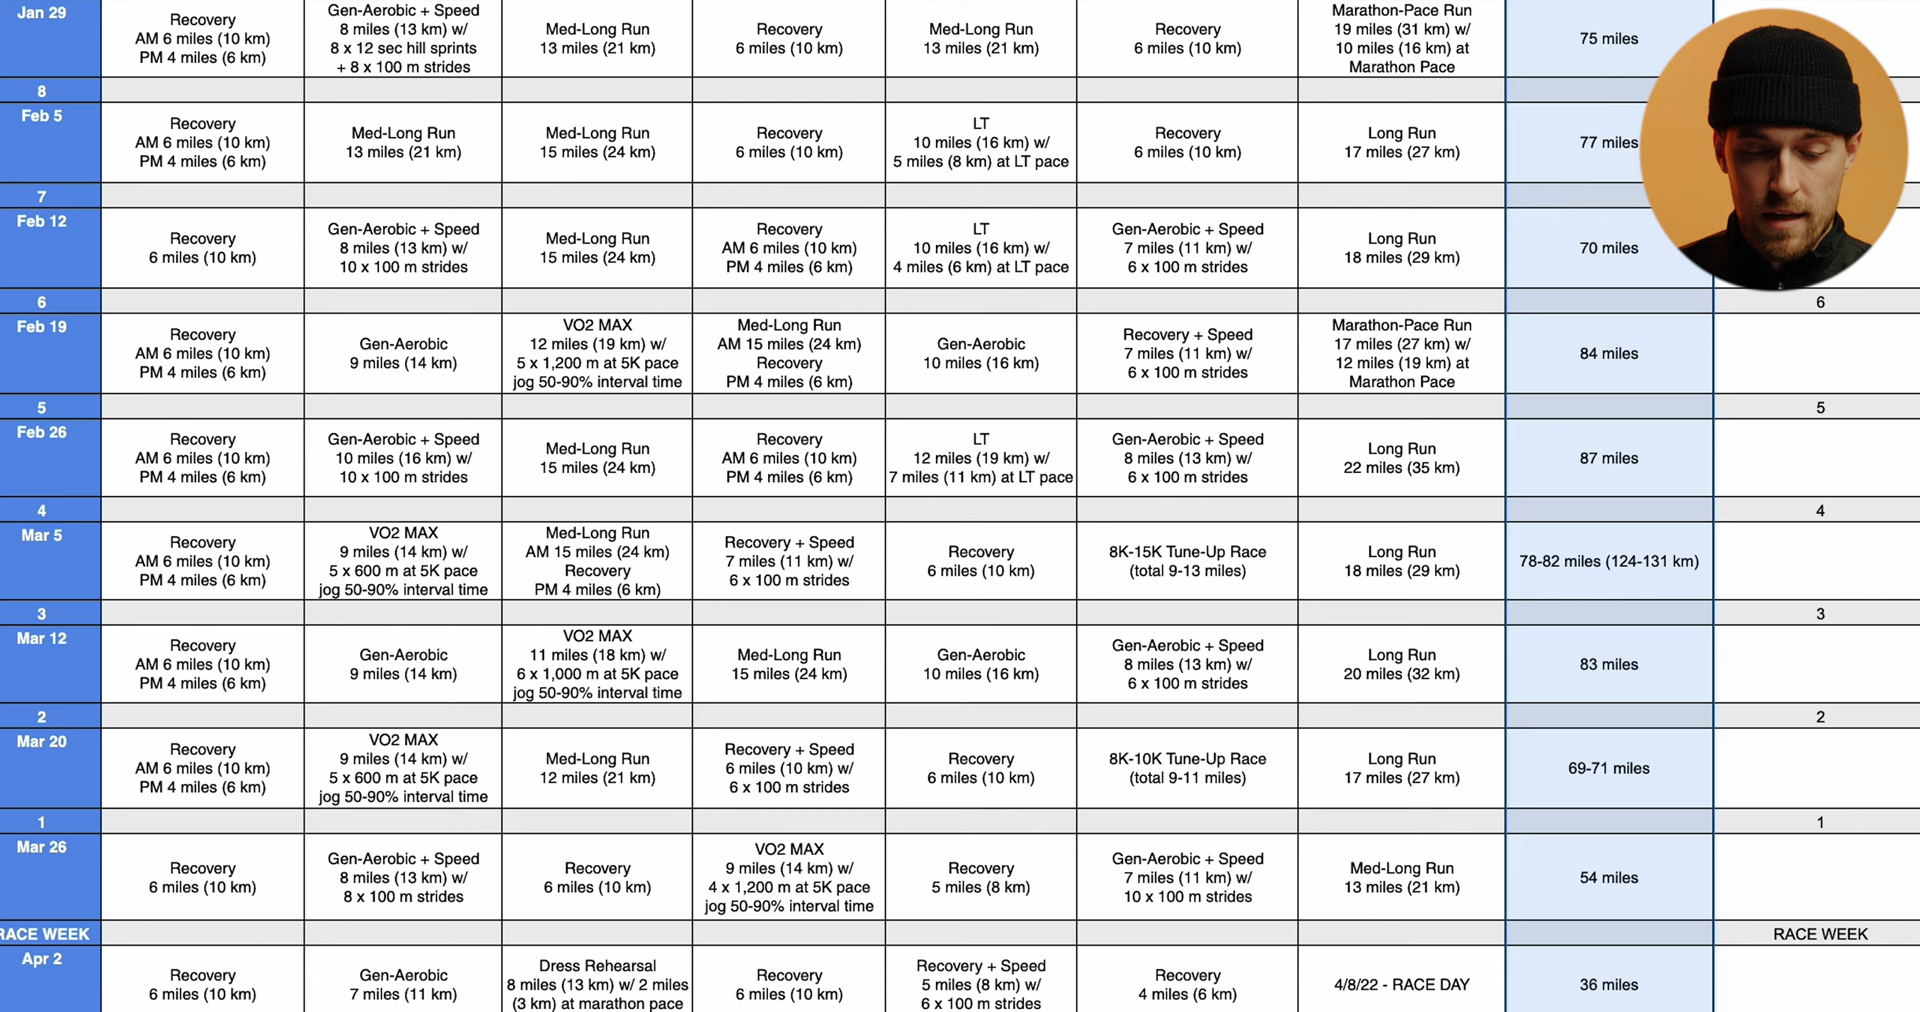 Jan 29
Recovery
AM 6 miles (10 km)
PM 4 miles (6 km)
Gen-Aerobic + Speed
8 miles (13 km) w/
8 x 12 sec hill sprints
+ 8 x 100 m strides
Med-Long Run
13 miles (21 km)
Recovery
6 miles (10 km)
Med-Long Run
13 miles (21 km)
Recovery
6 miles (10 km)
Marathon-Pace Run
19 miles (31 km) w/
10 miles (16 km) at
Marathon Pace
75 miles
8
Feb 5
Recovery
AM 6 miles (10 km)
PM 4 miles (6 km)
Med-Long Run
13 miles (21 km)
Med-Long Run
15 miles (24 km)
Recovery
6 miles (10 km)
LT
10 miles (16 km) w/
5 miles (8 km) at LT pace
Recovery
6 miles (10 km)
Long Run
17 miles (27 km)
77 miles
7
Feb 12
Recovery
6 miles (10 km)
Gen-Aerobic + Speed
8 miles (13 km) w/
10 x 100 m strides
Med-Long Run
15 miles (24 km)
Recovery
AM 6 miles (10 km)
PM 4 miles (6 km)
LT
10 miles (16 km) w/
4 miles (6 km) at LT pace
Gen-Aerobic + Speed
7 miles (11 km) w/
6 x 100 m strides
Long Run
18 miles (29 km)
70 miles
6
6
Feb 19
Recovery
AM 6 miles (10 km)
PM 4 miles (6 km)
Gen-Aerobic
9 miles (14 km)
VO2 MAX
12 miles (19 km) w/
5 x 1,200 m at 5K pace
jog 50-90% interval time
Med-Long Run
AM 15 miles (24 km)
Recovery
PM 4 miles (6 km)
Gen-Aerobic
10 miles (16 km)
Recovery + Speed
7 miles (11 km) w/
6 x 100 m strides
Marathon-Pace Run
17 miles (27 km) w/
12 miles (19 km) at
Marathon Pace
84 miles
5
5
Feb 26
Recovery
AM 6 miles (10 km)
PM 4 miles (6 km)
Gen-Aerobic + Speed
10 miles (16 km) w/
10 x 100 m strides
Med-Long Run
15 miles (24 km)
Recovery
AM 6 miles (10 km)
PM 4 miles (6 km)
LT
12 miles (19 km) w/
7 miles (11 km) at LT pace
Gen-Aerobic + Speed
8 miles (13 km) w/
6 x 100 m strides
Long Run
22 miles (35 km)
87 miles
4
4
Mar 5
Recovery
AM 6 miles (10 km)
PM 4 miles (6 km)
VO2 MAX
9 miles (14 km) w/
5 x 600 m at 5K pace
jog 50-90% interval time
Med-Long Run
AM 15 miles (24 km)
Recovery
PM 4 miles (6 km)
Recovery + Speed
7 miles (11 km) w/
6 x 100 m strides
Recovery
6 miles (10 km)
8K-15K Tune-Up Race
(total 9-13 miles)
Long Run
18 miles (29 km)
78-82 miles (124-131 km)
3
3
Mar 12
Recovery
AM 6 miles (10 km)
PM 4 miles (6 km)
Gen-Aerobic
9 miles (14 km)
VO2 MAX
11 miles (18 km) w/
6 x 1,000 m at 5K pace
jog 50-90% interval time
Med-Long Run
15 miles (24 km)
Gen-Aerobic
10 miles (16 km)
Gen-Aerobic + Speed
8 miles (13 km) w/
6 x 100 m strides
Long Run
20 miles (32 km)
83 miles
2
2
Mar 20
Recovery
AM 6 miles (10 km)
PM 4 miles (6 km)
VO2 MAX
9 miles (14 km) w/
5 x 600 m at 5K pace
jog 50-90% interval time
Med-Long Run
12 miles (21 km)
Recovery + Speed
6 miles (10 km) w/
6 x 100 m strides
Recovery
6 miles (10 km)
8K-10K Tune-Up Race
(total 9-11 miles)
Long Run
17 miles (27 km)
69-71 miles
1
1
Mar 26
Recovery
6 miles (10 km)
Gen-Aerobic + Speed
8 miles (13 km) w/
8 x 100 m strides
Recovery
6 miles (10 km)
VO2 MAX
9 miles (14 km) w/
4 x 1,200 m at 5K pace
jog 50-90% interval time
Recovery
5 miles (8 km)
Gen-Aerobic + Speed
7 miles (11 km) w/
10 x 100 m strides
Med-Long Run
13 miles (21 km)
54 miles
RACE WEEK
RACE WEEK
Apr 2
Recovery
6 miles (10 km)
Gen-Aerobic
7 miles (11 km)
Dress Rehearsal
8 miles (13 km) w/ 2 miles
(3 km) at marathon pace
Recovery
6 miles (10 km)
Recovery + Speed
5 miles (8 km) w/
6 x 100 m strides
Recovery
4 miles (6 km)
4/8/22 - RACE DAY
36 miles